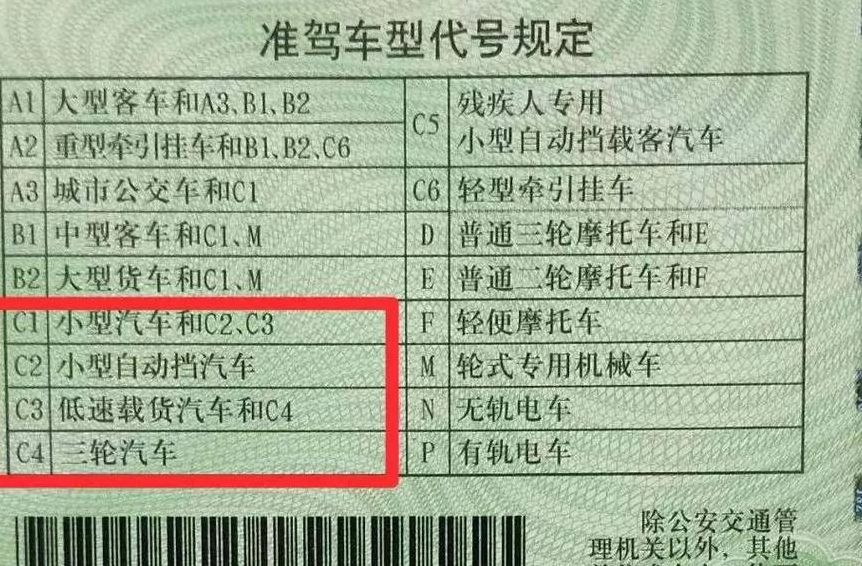 准驾车型代号规定
A1 大型客车和A3、B1、B2
A2 重型牵引挂车和B1、B2、C6
A3 城市公交车和C1
B1 中型客车和C1、M
B2 大型货车和C1、M
C1 小型汽车和C2、C3
C2 小型自动挡汽车
C3 低速载货汽车和C4
C4 三轮汽车
C5 残疾人专用
小型自动挡载客汽车
C6 轻型牵引挂车
D 普通三轮摩托车和E
E 普通二轮摩托车和F
F 轻便摩托车
M 轮式专用机械车
N 无轨电车
P 有轨电车
除公安交通管
理机关以外，其他